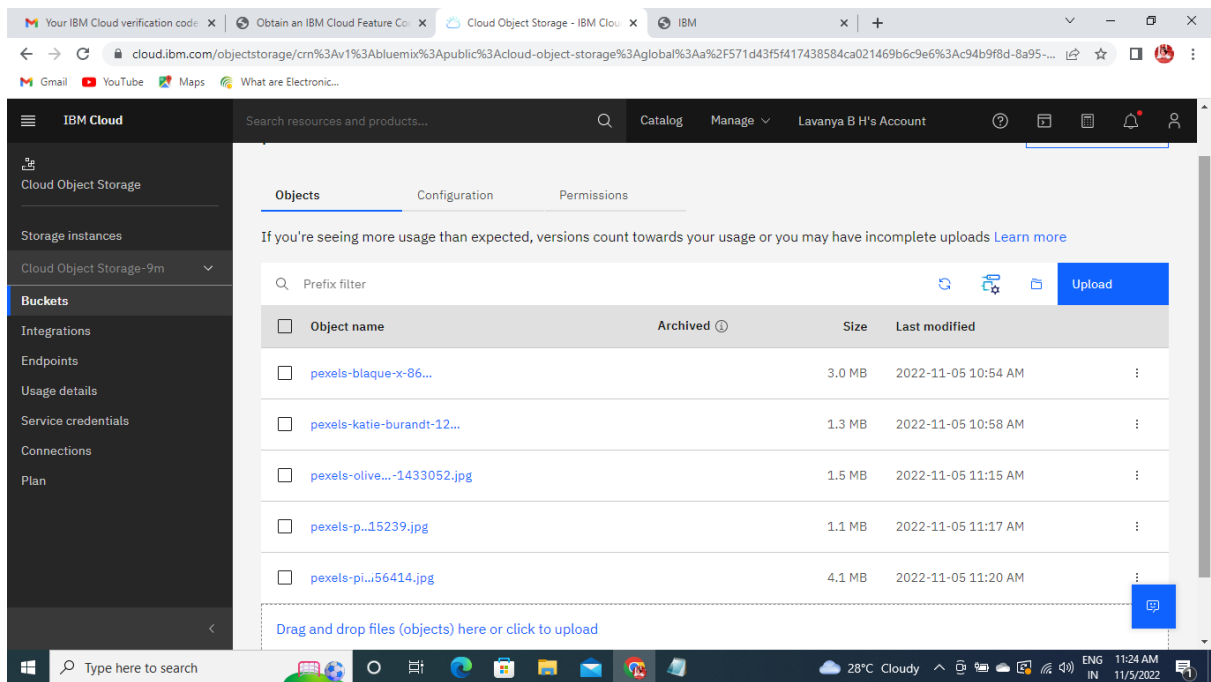 Your IBM Cloud verification code
Obtain an IBM Cloud Feature Co
Cloud Object Storage - IBM Clou
IBM
cloud.ibm.com/objectstorage/crn%3Av1%3Abluemix%3Apublic%3Acloud-object-storage%3Aglobal%3Aa%2F571d43f5f417438584ca021469b6c9e6%3Ac94b9f8d-8a95-...
Gmail YouTube Maps What are Electronic...
IBM Cloud Search resources and products... Catalog Manage Lavanya B H's Account
Cloud Object Storage
Storage instances
Cloud Object Storage-9m
Buckets
Integrations
Endpoints
Usage details
Service credentials
Connections
Plan
Objects Configuration Permissions
If you're seeing more usage than expected, versions count towards your usage or you may have incomplete uploads Learn more
Prefix filter Upload
Object name Archived Size Last modified
pexels-blaque-x-86... 3.0 MB 2022-11-05 10:54 AM
pexels-katie-burandt-12... 1.3 MB 2022-11-05 10:58 AM
pexels-olive...-1433052.jpg 1.5 MB 2022-11-05 11:15 AM
pexels-p...15239.jpg 1.1 MB 2022-11-05 11:17 AM
pexels-pi...i56414.jpg 4.1 MB 2022-11-05 11:20 AM
Drag and drop files (objects) here or click to upload
Type here to search 28°C Cloudy ENG 11:24 AM
IN 11/5/2022
1